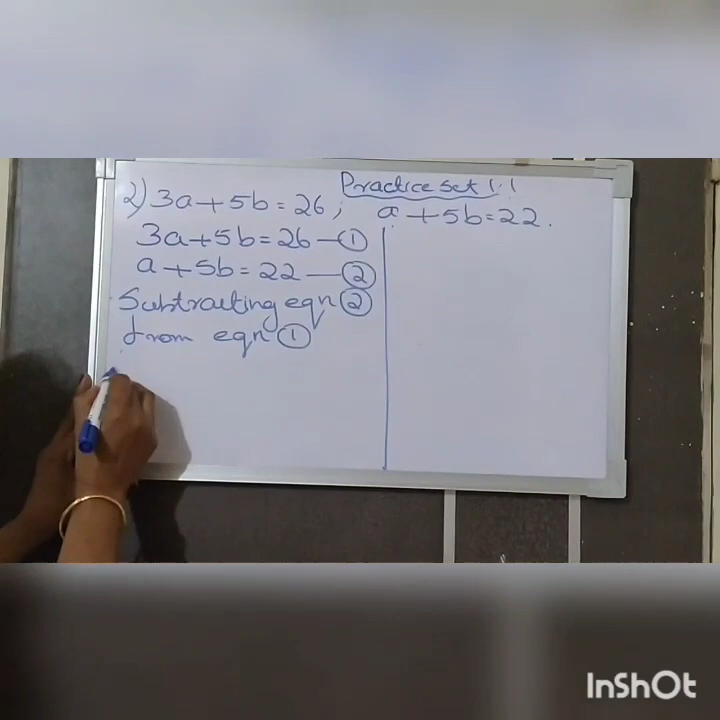 Practice set 1.1
2) 3a + 5b = 26 ; a + 5b = 22 .
3a + 5b = 26 — ①
a + 5b = 22 — ②
Subtracting eqn ②
from eqn ①
InShOt